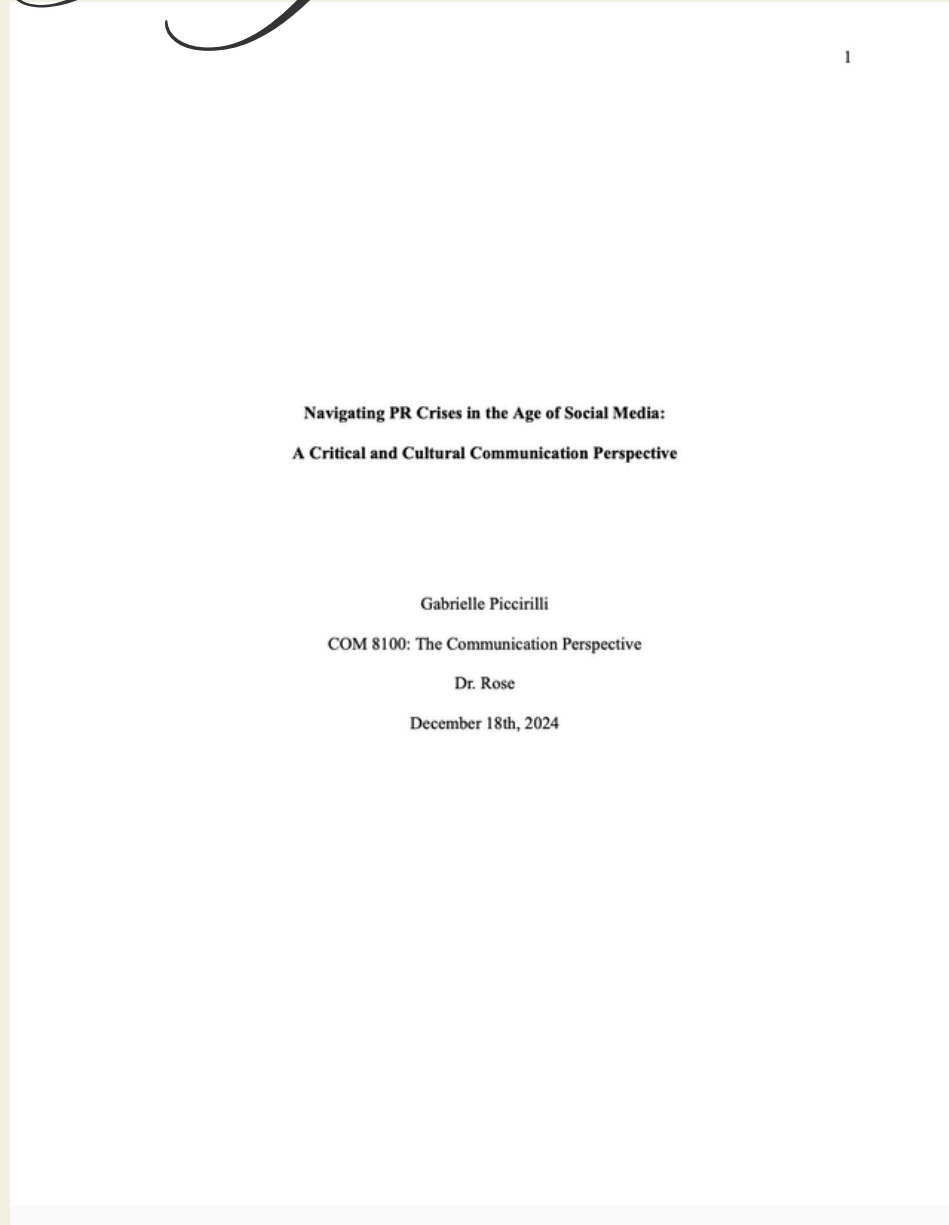 1
Navigating PR Crises in the Age of Social Media:
A Critical and Cultural Communication Perspective
Gabrielle Piccirilli
COM 8100: The Communication Perspective
Dr. Rose
December 18th, 2024